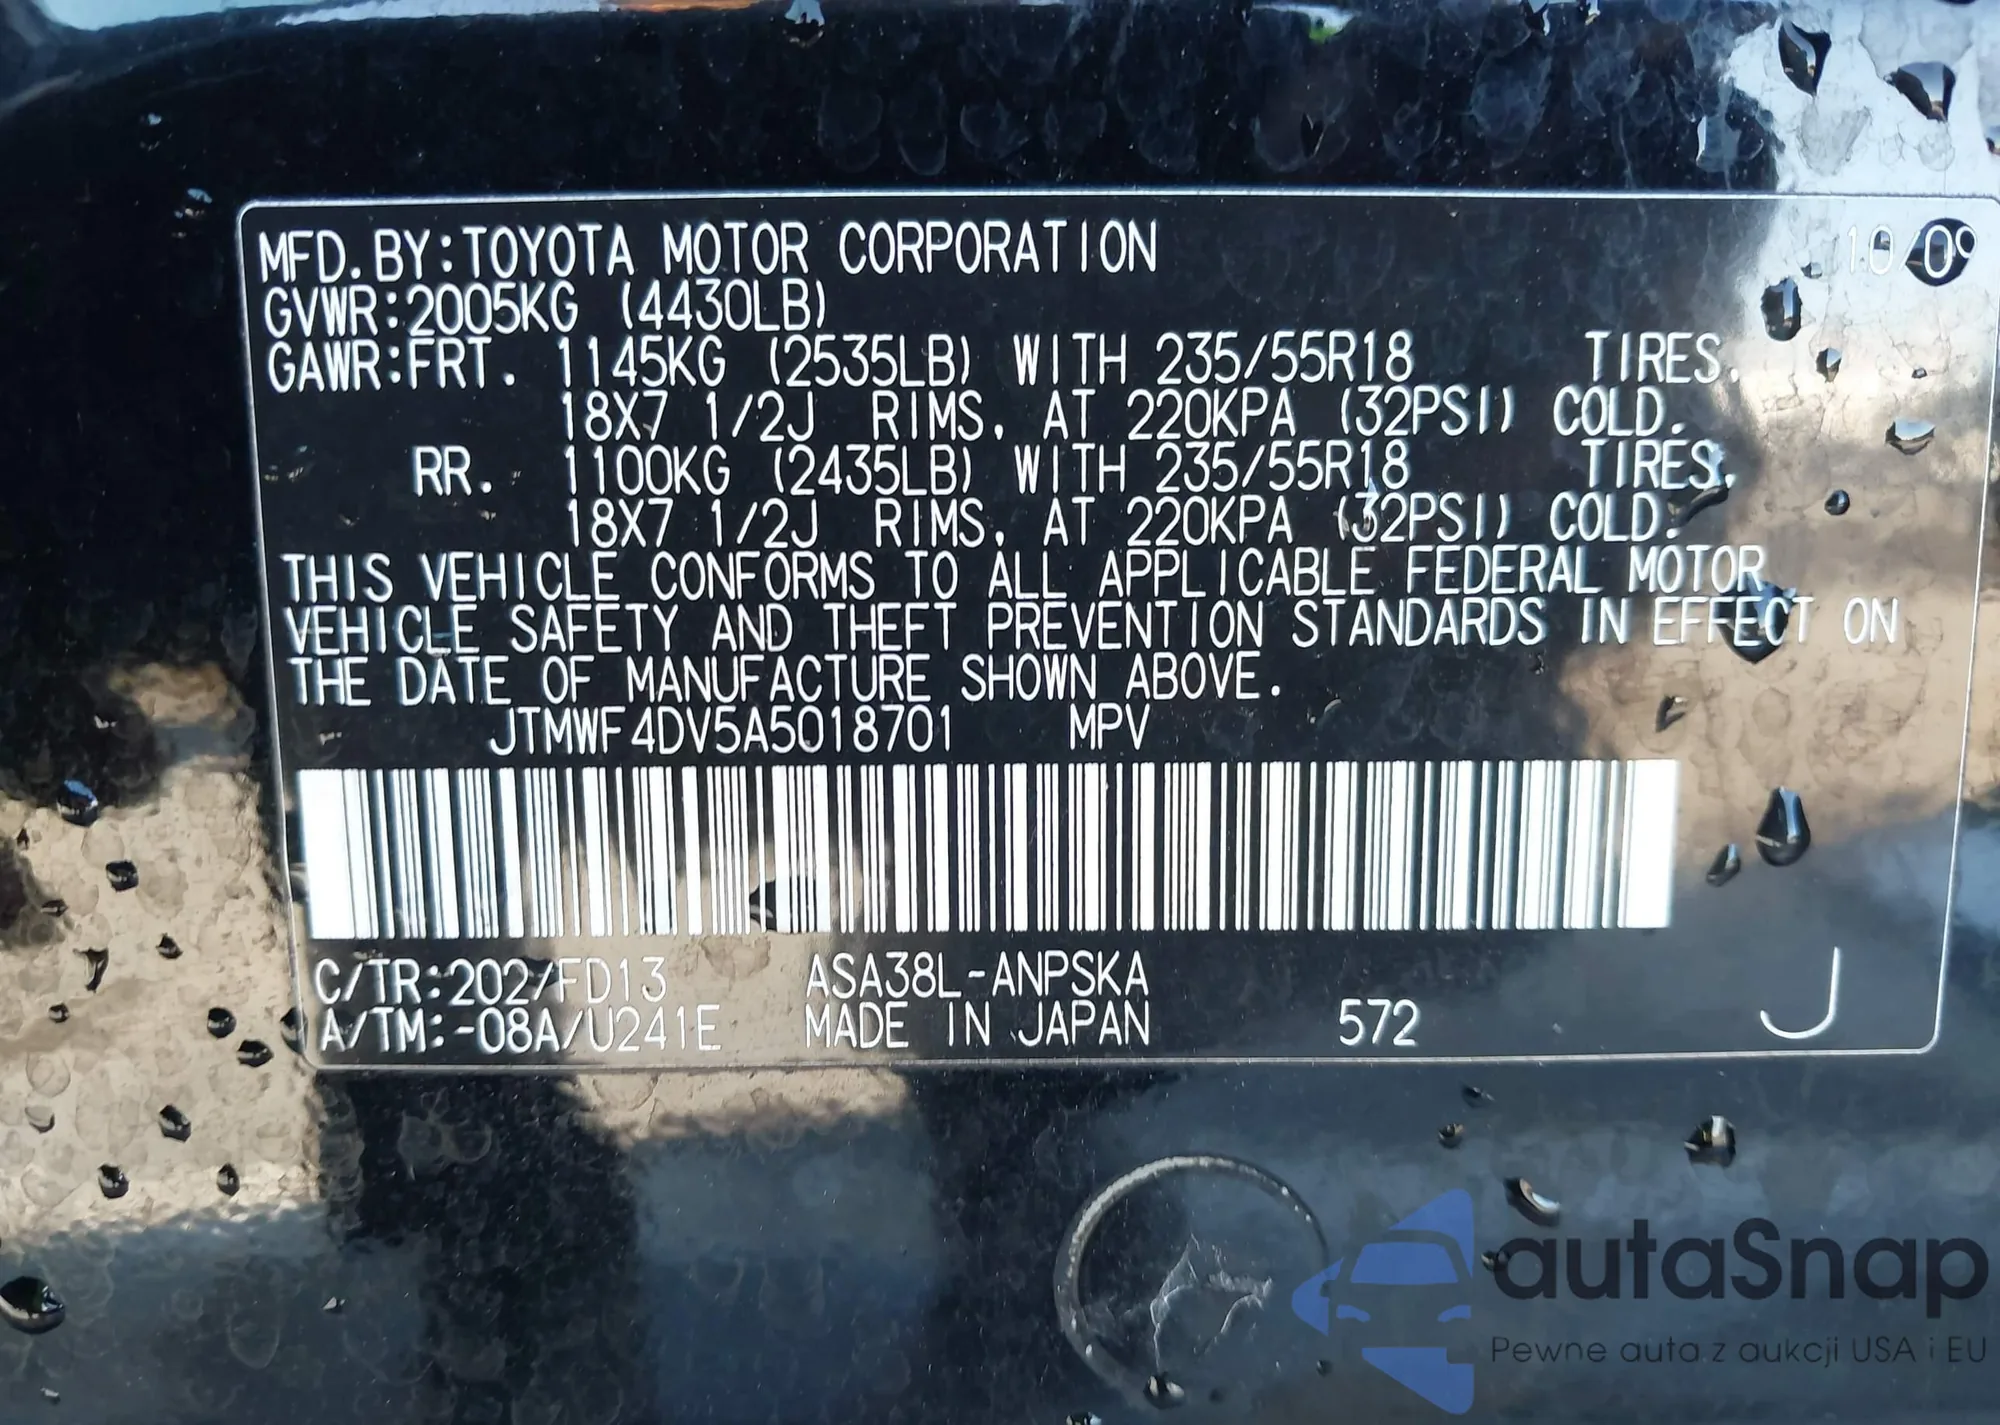 MFD.BY:TOYOTA MOTOR CORPORATION 10/09
GVWR:2005KG (4430LB)
GAWR:FRT. 1145KG (2535LB) WITH 235/55R18 TIRES.
18X7 1/2J RIMS, AT 220KPA (32PSI) COLD.
RR. 1100KG (2435LB) WITH 235/55R18 TIRES.
18X7 1/2J RIMS, AT 220KPA (32PSI) COLD.
THIS VEHICLE CONFORMS TO ALL APPLICABLE FEDERAL MOTOR
VEHICLE SAFETY AND THEFT PREVENTION STANDARDS IN EFFECT ON
THE DATE OF MANUFACTURE SHOWN ABOVE.
JTMWF4DV5A5018701 MPV
C/TR:202/FD13 ASA38L-ANPSKA
A/TM:-08A/U241E MADE IN JAPAN 572 J
autaSnap
Pewne auta z aukcji USA i EU